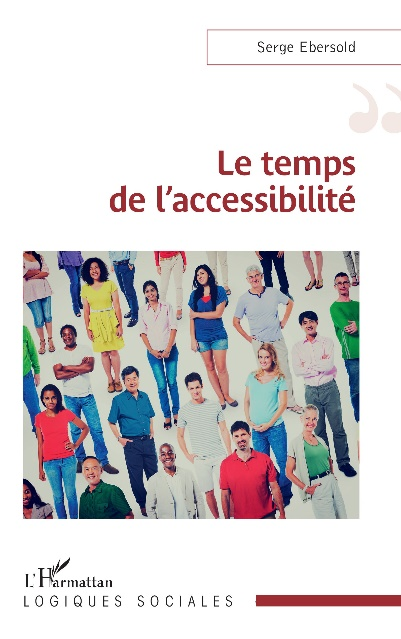 Serge Ebersold
Le temps
de l'accessibilité
L'Harmattan
LOGIQUES SOCIALES